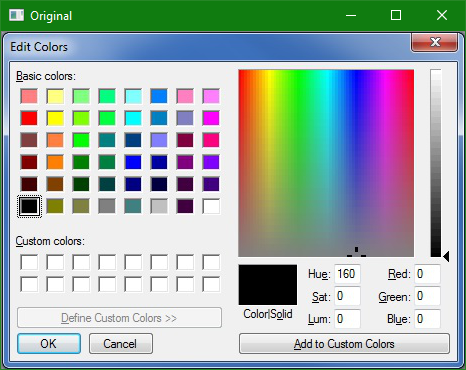 Original
Edit Colors
Basic colors:
Custom colors:
Define Custom Colors >>
OK Cancel
Color|Solid
Hue: 160 Red: 0
Sat: 0 Green: 0
Lum: 0 Blue: 0
Add to Custom Colors